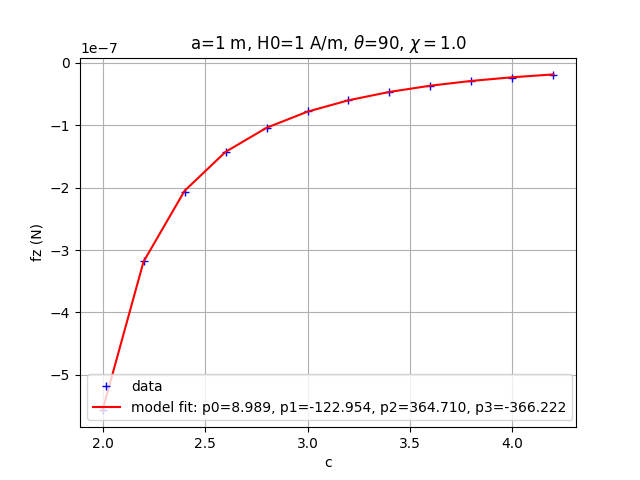 a=1 m, H0=1 A/m, θ=90, χ = 1.0
1e−7
0
−1
−2
−3
−4
−5
fz (N)
data
model fit: p0=8.989, p1=-122.954, p2=364.710, p3=-366.222
2.0 2.5 3.0 3.5 4.0
c